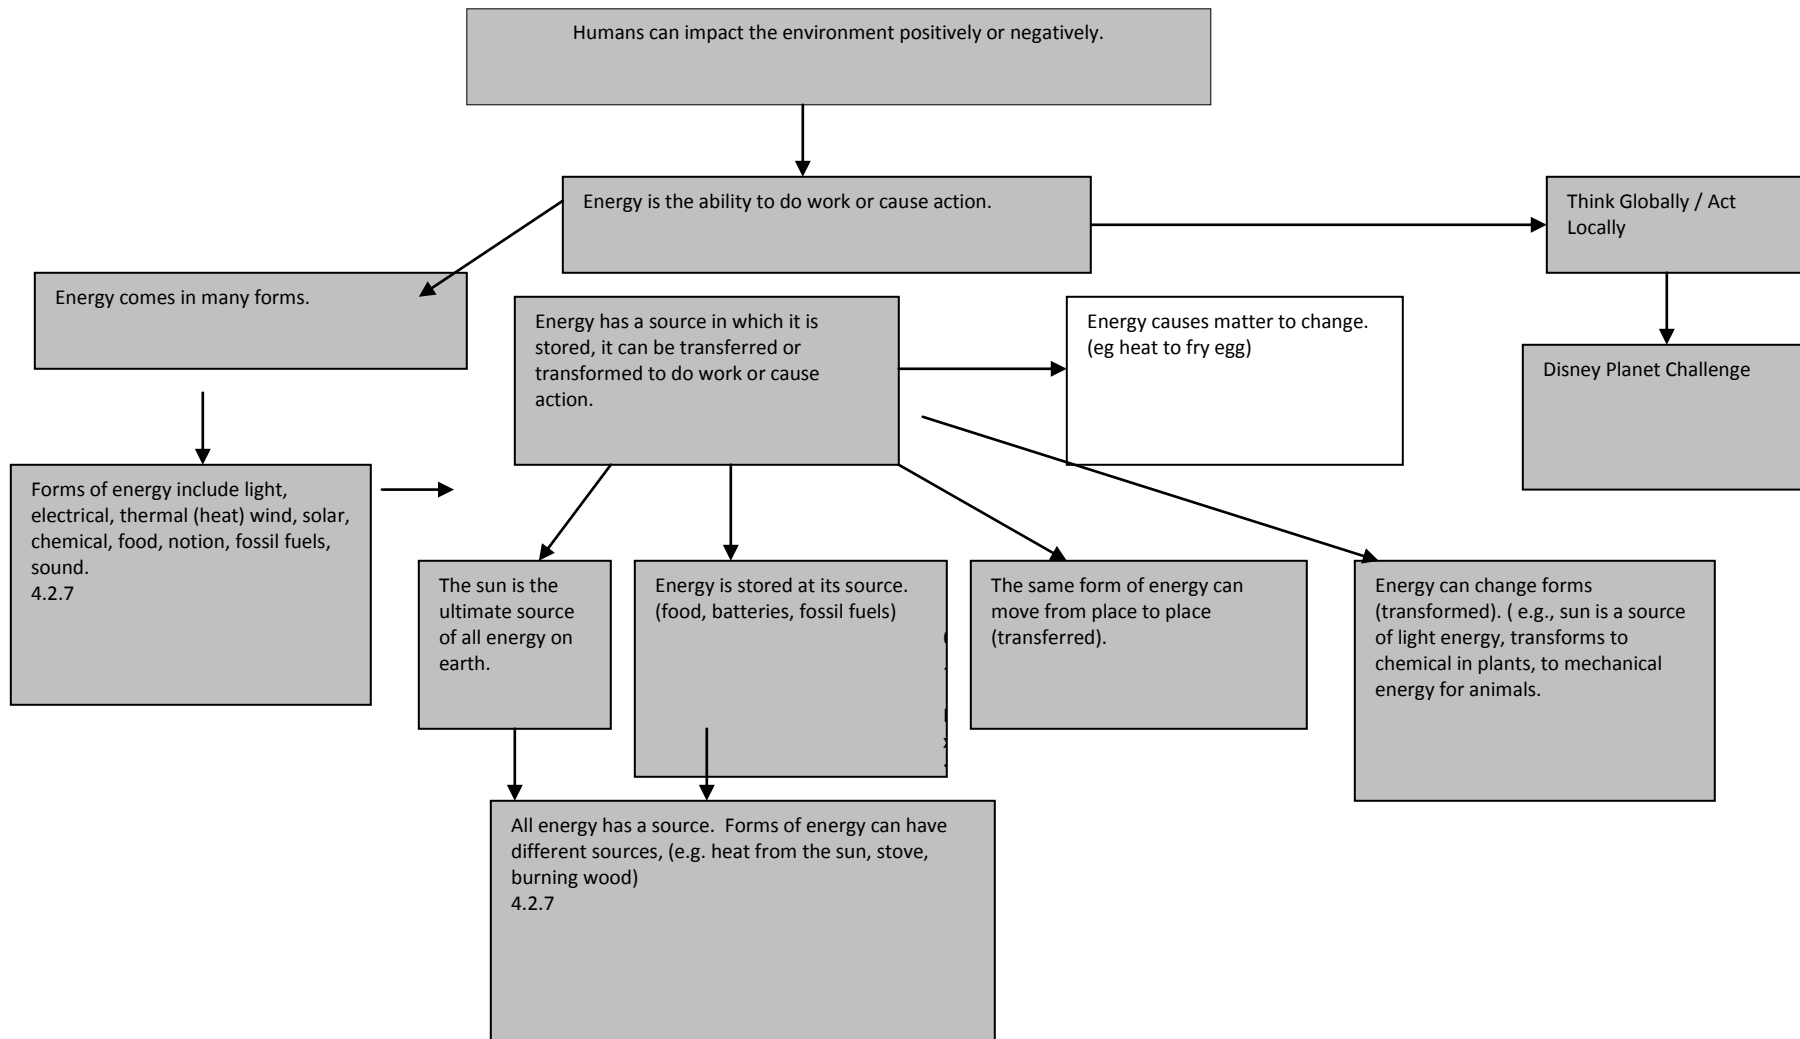 Humans can impact the environment positively or negatively.
Energy is the ability to do work or cause action.
Think Globally / Act
Locally
Energy comes in many forms.
Energy has a source in which it is
stored, it can be transferred or
transformed to do work or cause
action.
Energy causes matter to change.
(eg heat to fry egg)
Disney Planet Challenge
Forms of energy include light,
electrical, thermal (heat) wind, solar,
chemical, food, notion, fossil fuels,
sound.
4.2.7
The sun is the
ultimate source
of all energy on
earth.
Energy is stored at its source.
(food, batteries, fossil fuels)
The same form of energy can
move from place to place
(transferred).
Energy can change forms
(transformed). ( e.g., sun is a source
of light energy, transforms to
chemical in plants, to mechanical
energy for animals.
All energy has a source.  Forms of energy can have
different sources, (e.g. heat from the sun, stove,
burning wood)
4.2.7